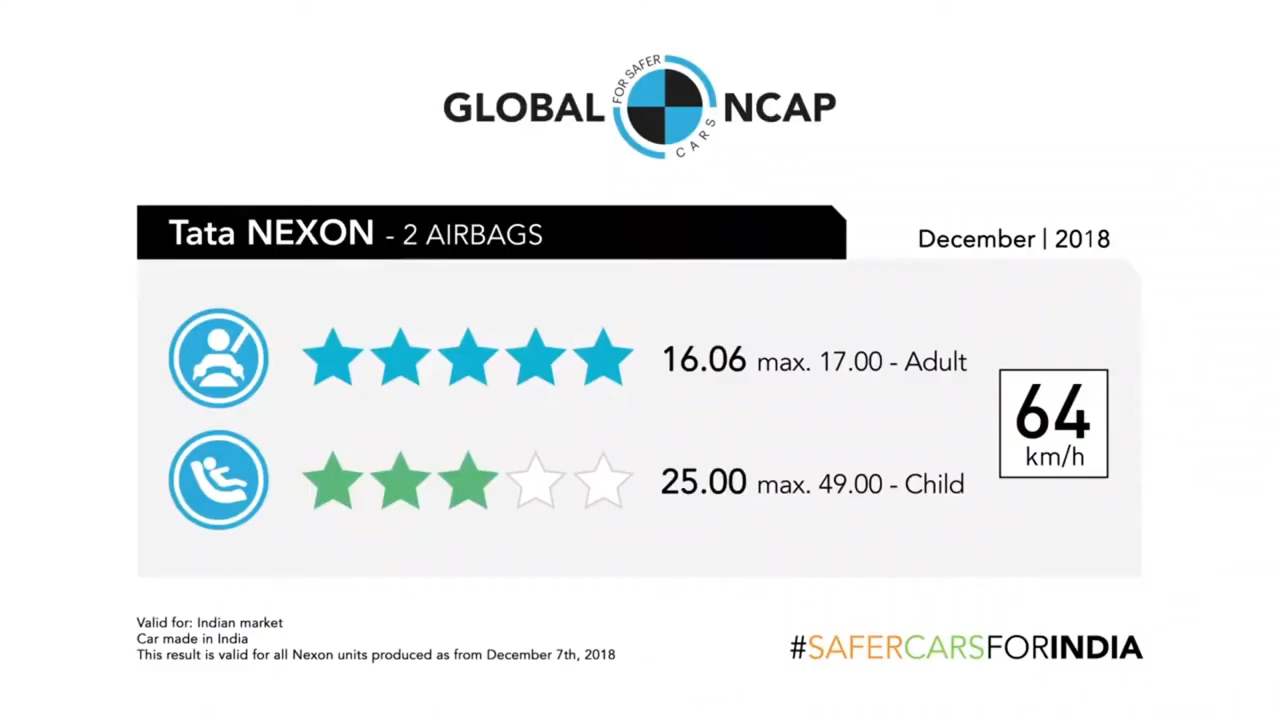 GLOBAL FOR SAFER CARS NCAP
Tata NEXON - 2 AIRBAGS
December | 2018
16.06 max. 17.00 - Adult
64
km/h
25.00 max. 49.00 - Child
Valid for: Indian market
Car made in India
This result is valid for all Nexon units produced as from December 7th, 2018
#SAFERCARSFORINDIA